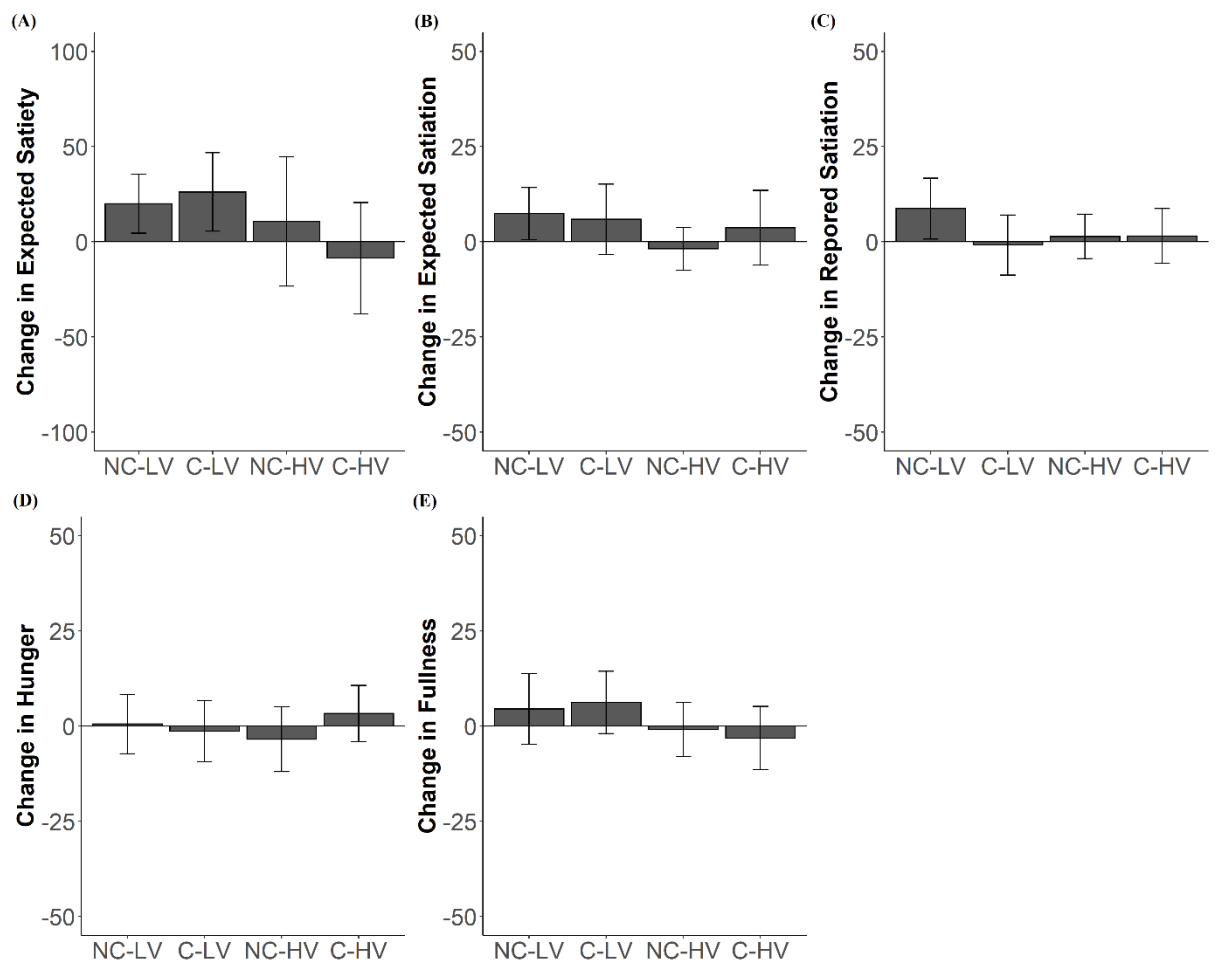 (A)
Change in Expected Satiety
100
50
0
-50
-100
NC-LV C-LV NC-HV C-HV
(B)
Change in Expected Satiation
50
25
0
-25
-50
NC-LV C-LV NC-HV C-HV
(C)
Change in Repored Satiation
50
25
0
-25
-50
NC-LV C-LV NC-HV C-HV
(D)
Change in Hunger
50
25
0
-25
-50
NC-LV C-LV NC-HV C-HV
(E)
Change in Fullness
50
25
0
-25
-50
NC-LV C-LV NC-HV C-HV